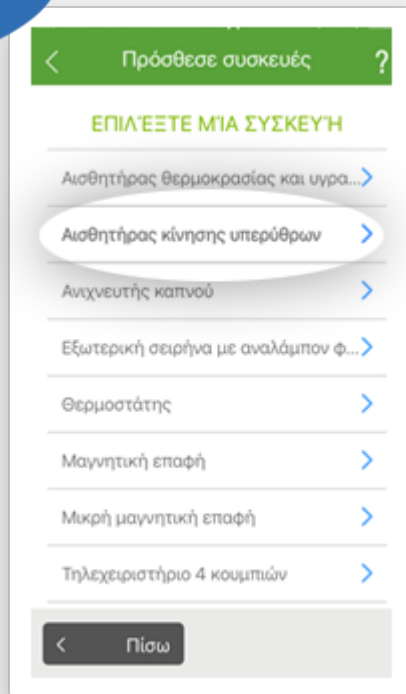 Πρόσθεσε συσκευές ?
ΕΠΙΛΈΞΤΕ ΜΊΑ ΣΥΣΚΕΥΉ
Αισθητήρας θερμοκρασίας και υγρα...
Αισθητήρας κίνησης υπερύθρων
Ανιχνευτής καπνού
Εξωτερική σειρήνα με αναλάμπον φ...
Θερμοστάτης
Μαγνητική επαφή
Μικρή μαγνητική επαφή
Τηλεχειριστήριο 4 κουμπιών
Πίσω